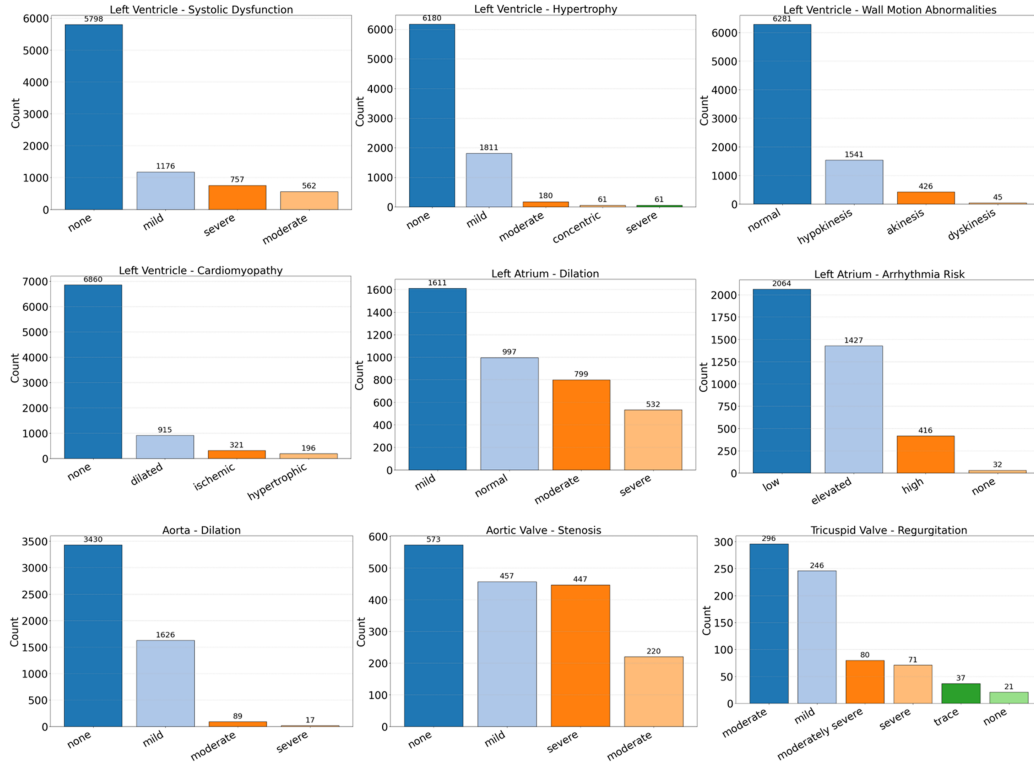 Left Ventricle - Systolic Dysfunction
Count
6000
5000
4000
3000
2000
1000
0
5798
1176
757
562
none
mild
severe
moderate
Left Ventricle - Hypertrophy
Count
6000
5000
4000
3000
2000
1000
0
6180
1811
180
61
61
none
mild
moderate
concentric
severe
Left Ventricle - Wall Motion Abnormalities
Count
6000
5000
4000
3000
2000
1000
0
6281
1541
426
45
normal
hypokinesis
akinesis
dyskinesis
Left Ventricle - Cardiomyopathy
Count
7000
6000
5000
4000
3000
2000
1000
0
6860
915
321
196
none
dilated
ischemic
hypertrophic
Left Atrium - Dilation
Count
1600
1400
1200
1000
800
600
400
200
0
1611
997
799
532
mild
normal
moderate
severe
Left Atrium - Arrhythmia Risk
Count
2000
1750
1500
1250
1000
750
500
250
0
2064
1427
416
32
low
elevated
high
none
Aorta - Dilation
Count
3500
3000
2500
2000
1500
1000
500
0
3430
1626
89
17
none
mild
moderate
severe
Aortic Valve - Stenosis
Count
600
500
400
300
200
100
0
573
457
447
220
none
mild
severe
moderate
Tricuspid Valve - Regurgitation
Count
300
250
200
150
100
50
0
296
246
80
71
37
21
moderate
mild
moderately severe
severe
trace
none